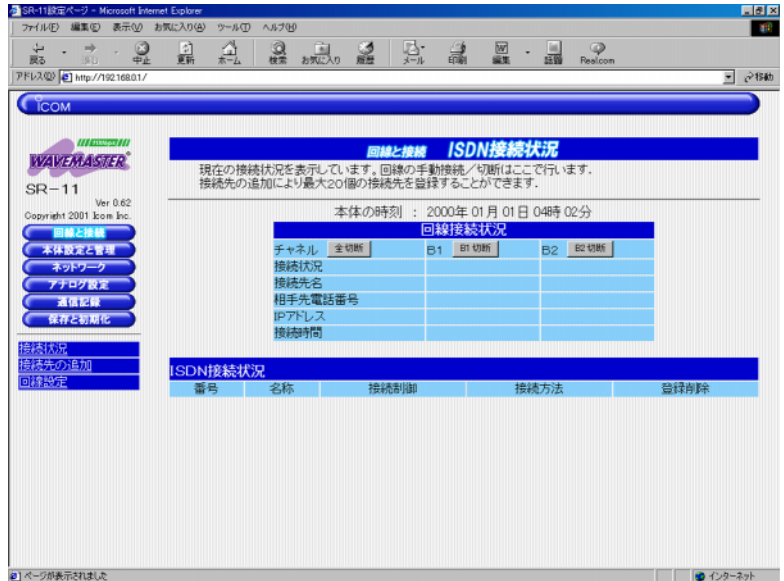 SR-11設定ページ - Microsoft Internet Explorer
ファイル(F) 編集(E) 表示(V) お気に入り(A) ツール(T) ヘルプ(H)
戻る 進む 中止 更新 ホーム 検索 お気に入り 履歴 メール 印刷 編集 話題 Real.com
アドレス(D) http://192.168.0.1/ 移動
ICOM
WAVEMASTER
SR-11
Ver 0.62
Copyright 2001 Icom Inc.
回線と接続
本体設定と管理
ネットワーク
アナログ設定
通信記録
保存と初期化
接続状況
接続先の追加
回線設定
回線と接続 ISDN接続状況
現在の接続状況を表示しています。回線の手動接続/切断はここで行います.
接続先の追加により最大20個の接続先を登録することができます.
本体の時刻 : 2000年 01月 01日 04時 02分
回線接続状況
チャネル 全切断 B1 B1切断 B2 B2切断
接続状況
接続先名
相手先電話番号
IPアドレス
接続時間
ISDN接続状況
番号 名称 接続制御 接続方法 登録削除
ページが表示されました インターネット